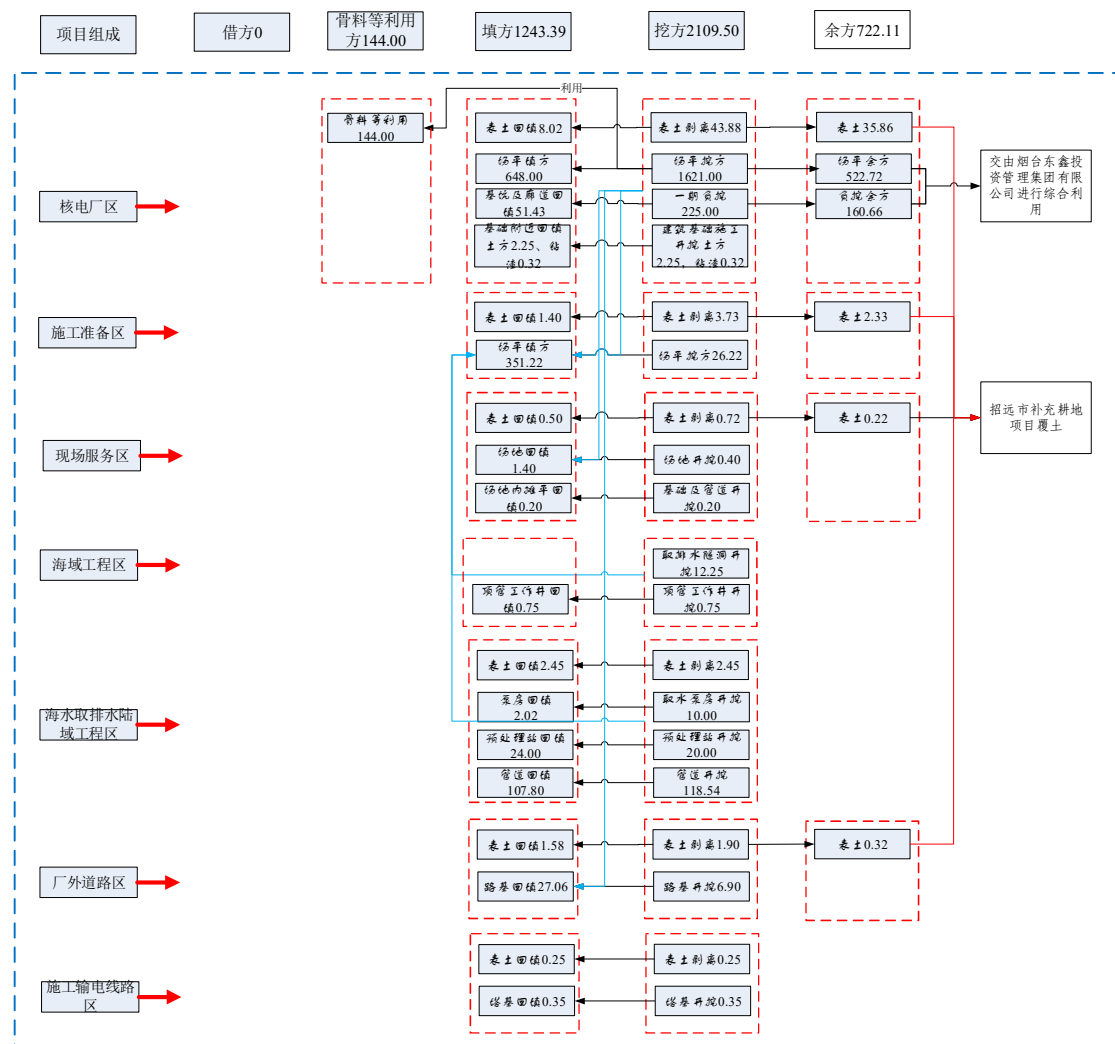 项目组成
借方0
骨料等利用
方144.00
填方1243.39
挖方2109.50
余方722.11
利用
骨料等利用
144.00
表土回填8.02
表土剥离43.88
表土35.86
场平填方
648.00
场平挖方
1621.00
场平余方
522.72
交由烟台东鑫投
资管理集团有限
公司进行综合利
用
核电厂区
基坑及廊道回
填51.43
一期负挖
225.00
负挖余方
160.66
基础附近回填
土方2.25、钻
渣0.32
建筑基础施工
开挖土方
2.25，钻渣0.32
施工准备区
表土回填1.40
表土剥离3.73
表土2.33
场平填方
351.22
场平挖方26.22
现场服务区
表土回填0.50
表土剥离0.72
表土0.22
招远市补充耕地
项目覆土
场地回填
1.40
场地开挖0.40
场地内摊平回
填0.20
基础及管道开
挖0.20
海域工程区
取排水隧洞开
挖12.25
顶管工作井回
填0.75
顶管工作井开
挖0.75
海水取排水陆
域工程区
表土回填2.45
表土剥离2.45
泵房回填
2.02
取水泵房开挖
10.00
预处理站回填
24.00
预处理站开挖
20.00
管道回填
107.80
管道开挖
118.54
厂外道路区
表土回填1.58
表土剥离1.90
表土0.32
路基回填27.06
路基开挖6.90
施工输电线路
区
表土回填0.25
表土剥离0.25
塔基回填0.35
塔基开挖0.35